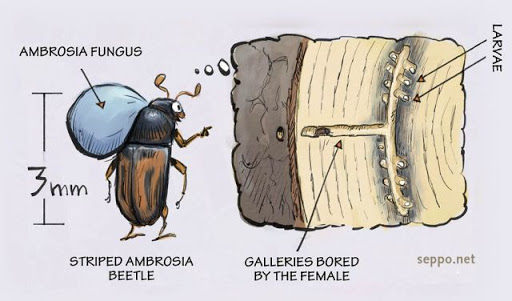 AMBROSIA FUNGUS
3mm
STRIPED AMBROSIA
BEETLE
GALLERIES BORED
BY THE FEMALE
LARVAE
seppo.net